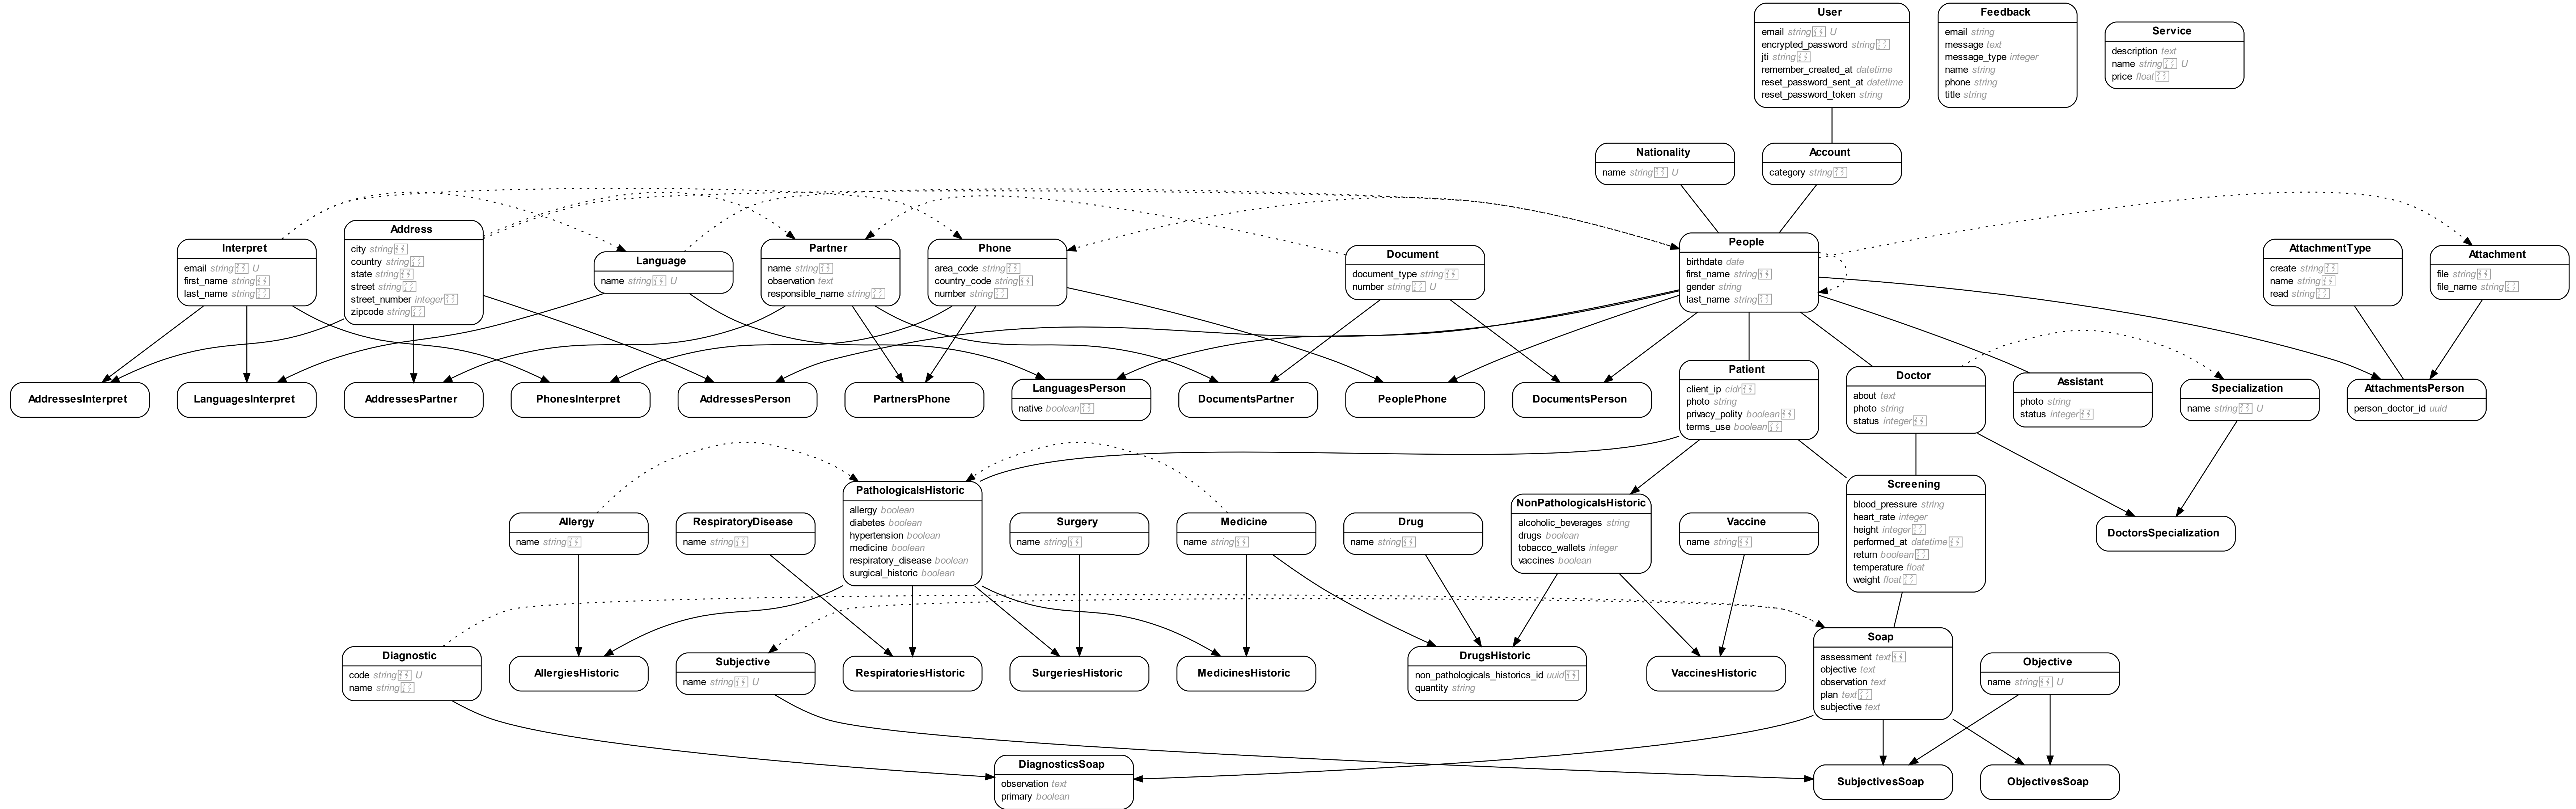 User
email string U
encrypted_password string
jti string
remember_created_at datetime
reset_password_sent_at datetime
reset_password_token string
Feedback
email string
message text
message_type integer
name string
phone string
title string
Service
description text
name string U
price float
Nationality
name string U
Account
category string
Interpret
email string U
first_name string
last_name string
Address
city string
country string
state string
street string
street_number integer
zipcode string
Language
name string U
Partner
name string
observation text
responsible_name string
Phone
area_code string
country_code string
number string
Document
document_type string
number string U
People
birthdate date
first_name string
gender string
last_name string
AttachmentType
create string
name string
read string
Attachment
file string
file_name string
AddressesInterpret
LanguagesInterpret
AddressesPartner
PhonesInterpret
AddressesPerson
PartnersPhone
LanguagesPerson
native boolean
DocumentsPartner
PeoplePhone
DocumentsPerson
Patient
client_ip cidr
photo string
privacy_polity boolean
terms_use boolean
Doctor
about text
photo string
status integer
Assistant
photo string
status integer
Specialization
name string U
AttachmentsPerson
person_doctor_id uuid
Allergy
name string
RespiratoryDisease
name string
PathologicalsHistoric
allergy boolean
diabetes boolean
hypertension boolean
medicine boolean
respiratory_disease boolean
surgical_historic boolean
Surgery
name string
Medicine
name string
Drug
name string
NonPathologicalsHistoric
alcoholic_beverages string
drugs boolean
tobacco_wallets integer
vaccines boolean
Vaccine
name string
Screening
blood_pressure string
heart_rate integer
height integer
performed_at datetime
return boolean
temperature float
weight float
DoctorsSpecialization
Diagnostic
code string U
name string
AllergiesHistoric
Subjective
name string U
RespiratoriesHistoric
SurgeriesHistoric
MedicinesHistoric
DrugsHistoric
non_pathologicals_historics_id uuid
quantity string
VaccinesHistoric
Soap
assessment text
objective text
observation text
plan text
subjective text
Objective
name string U
DiagnosticsSoap
observation text
primary boolean
SubjectivesSoap
ObjectivesSoap